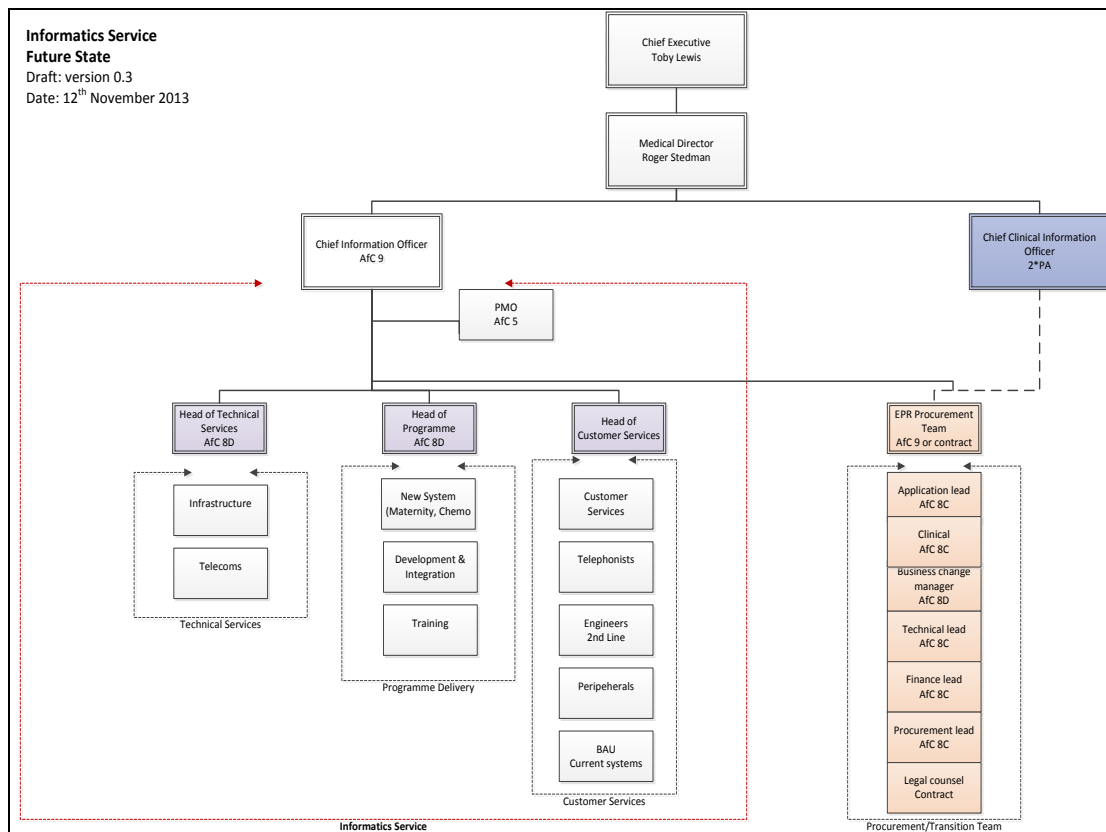 Informatics Service
Future State
Draft: version 0.3
Date: 12th November 2013
Chief Executive
Toby Lewis
Medical Director
Roger Stedman
Chief Information Officer
AfC 9
Chief Clinical Information
Officer
2*PA
PMO
AfC 5
Head of Technical
Services
AfC 8D
Head of
Programme
AfC 8D
Head of
Customer Services
EPR Procurement
Team
AfC 9 or contract
Infrastructure
Telecoms
Technical Services
New System
(Maternity, Chemo
Development &
Integration
Training
Programme Delivery
Customer
Services
Telephonists
Engineers
2nd Line
Peripeherals
BAU
Current systems
Customer Services
Application lead
AfC 8C
Clinical
AfC 8C
Business change
manager
AfC 8D
Technical lead
AfC 8C
Finance lead
AfC 8C
Procurement lead
AfC 8C
Legal counsel
Contract
Procurement/Transition Team
Informatics Service